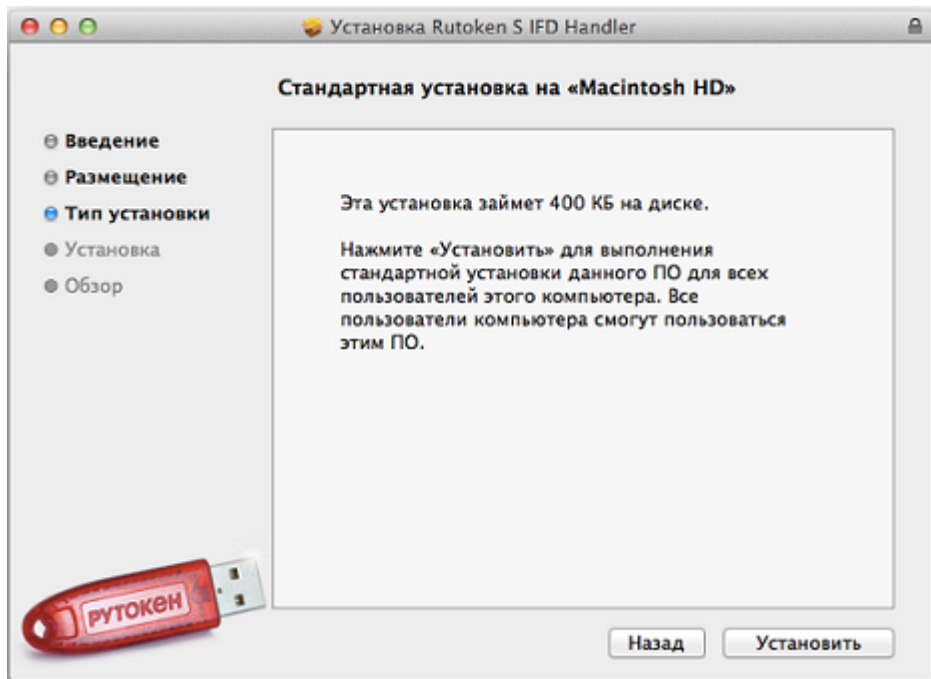 Установка Rutoken S IFD Handler
Стандартная установка на «Macintosh HD»
Введение
Размещение
Тип установки
Установка
Обзор
Эта установка займет 400 КБ на диске.
Нажмите «Установить» для выполнения
стандартной установки данного ПО для всех
пользователей этого компьютера. Все
пользователи компьютера смогут пользоваться
этим ПО.
РУТОКЕН
Назад
Установить